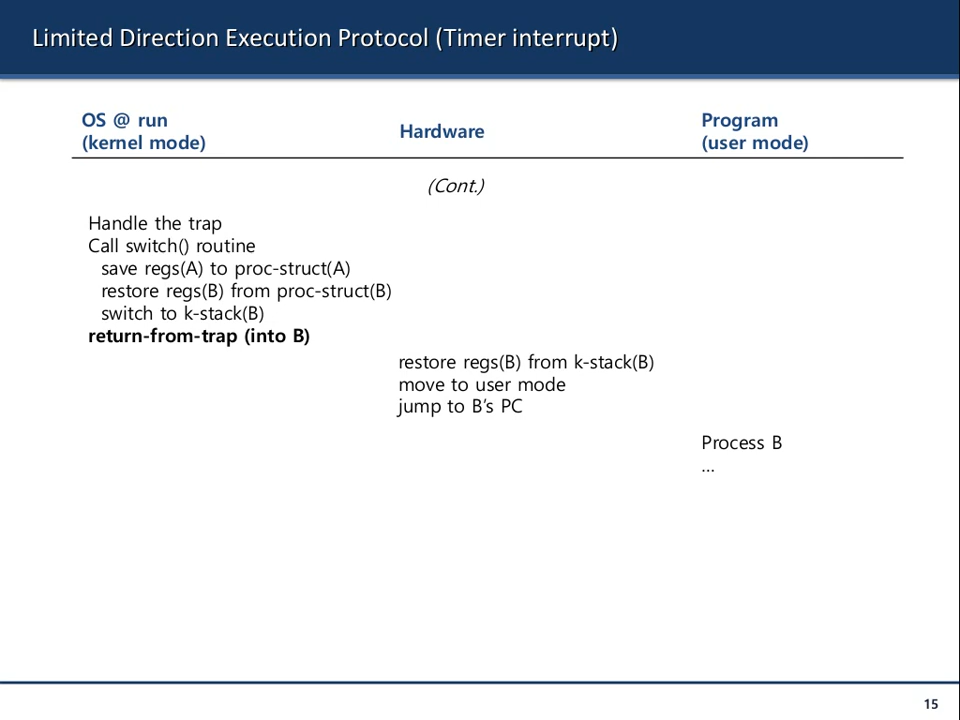 Limited Direction Execution Protocol (Timer interrupt)
OS @ run
(kernel mode)
Hardware
Program
(user mode)
(Cont.)
Handle the trap
Call switch() routine
save regs(A) to proc-struct(A)
restore regs(B) from proc-struct(B)
switch to k-stack(B)
return-from-trap (into B)
restore regs(B) from k-stack(B)
move to user mode
jump to B’s PC
Process B
…
15